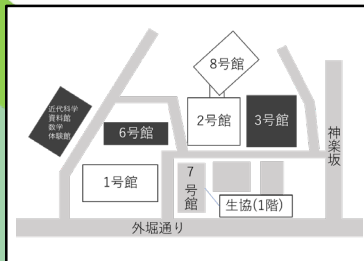 8号館
近代科学
資料館
数学
体験館
6号館
2号館
3号館
神楽坂
1号館
7
号
館
生協(1階)
外堀通り